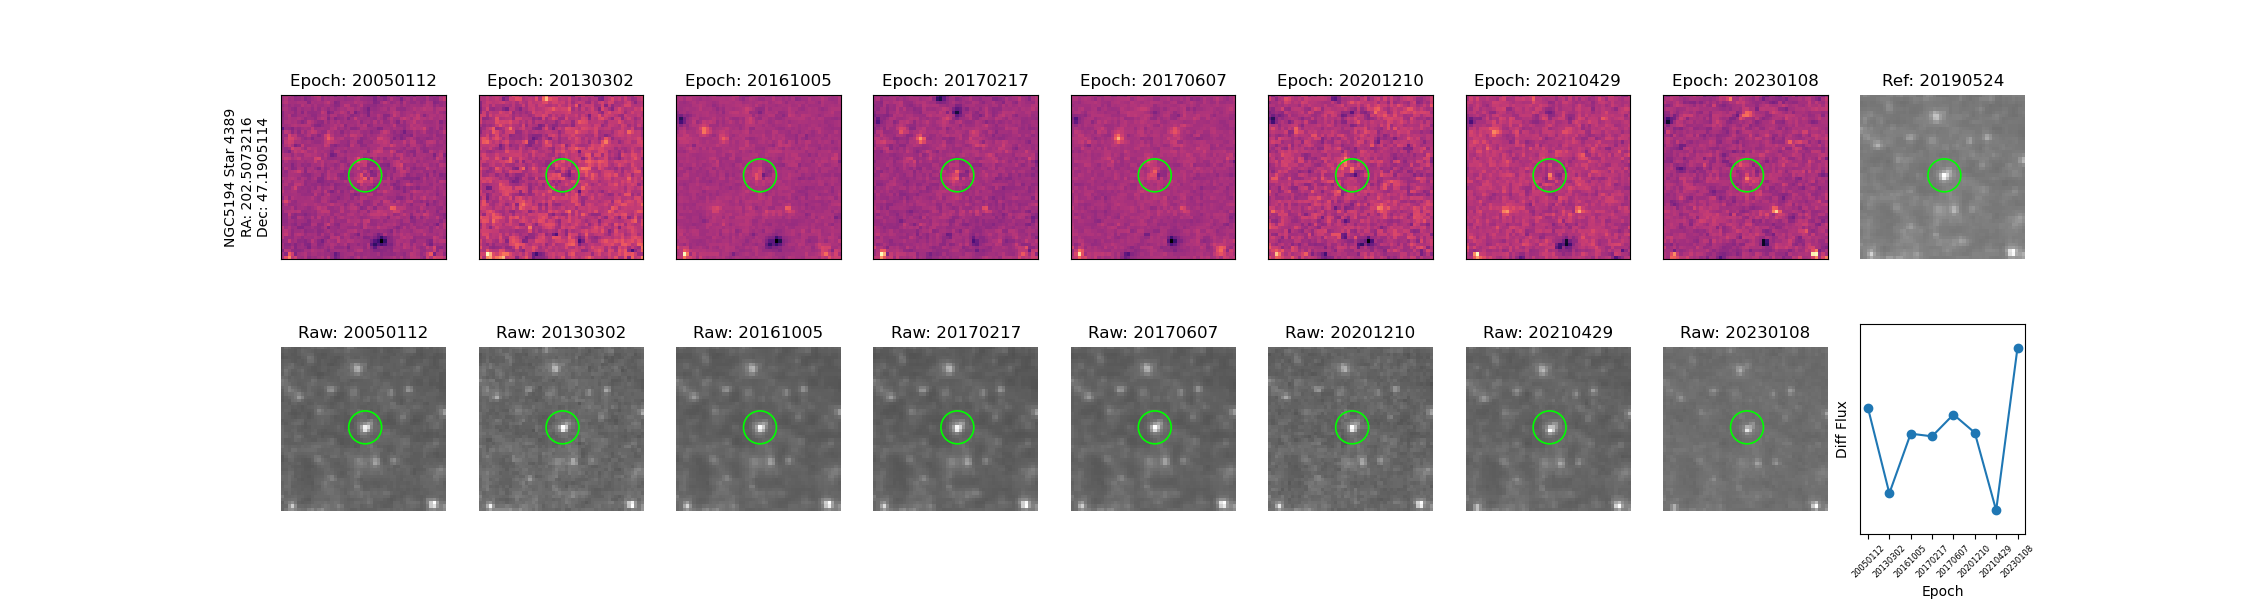 NGC5194 Star 4389
RA: 202.5073216
Dec: 47.1905114
Epoch: 20050112
Epoch: 20130302
Epoch: 20161005
Epoch: 20170217
Epoch: 20170607
Epoch: 20201210
Epoch: 20210429
Epoch: 20230108
Ref: 20190524
Raw: 20050112
Raw: 20130302
Raw: 20161005
Raw: 20170217
Raw: 20170607
Raw: 20201210
Raw: 20210429
Raw: 20230108
Diff Flux
20050112
20130302
20161005
20170217
20170607
20201210
20210429
20230108
Epoch